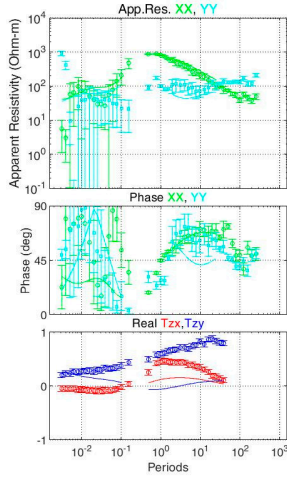 App.Res. XX, YY
Apparent Resistivity (Ohm-m)
10^4
10^3
10^2
10^1
10^0
10^-1
Phase XX, YY
Phase (deg)
90
45
0
Real Tzx,Tzy
1
0
-1
10^-2 10^-1 10^0 10^1 10^2
Periods